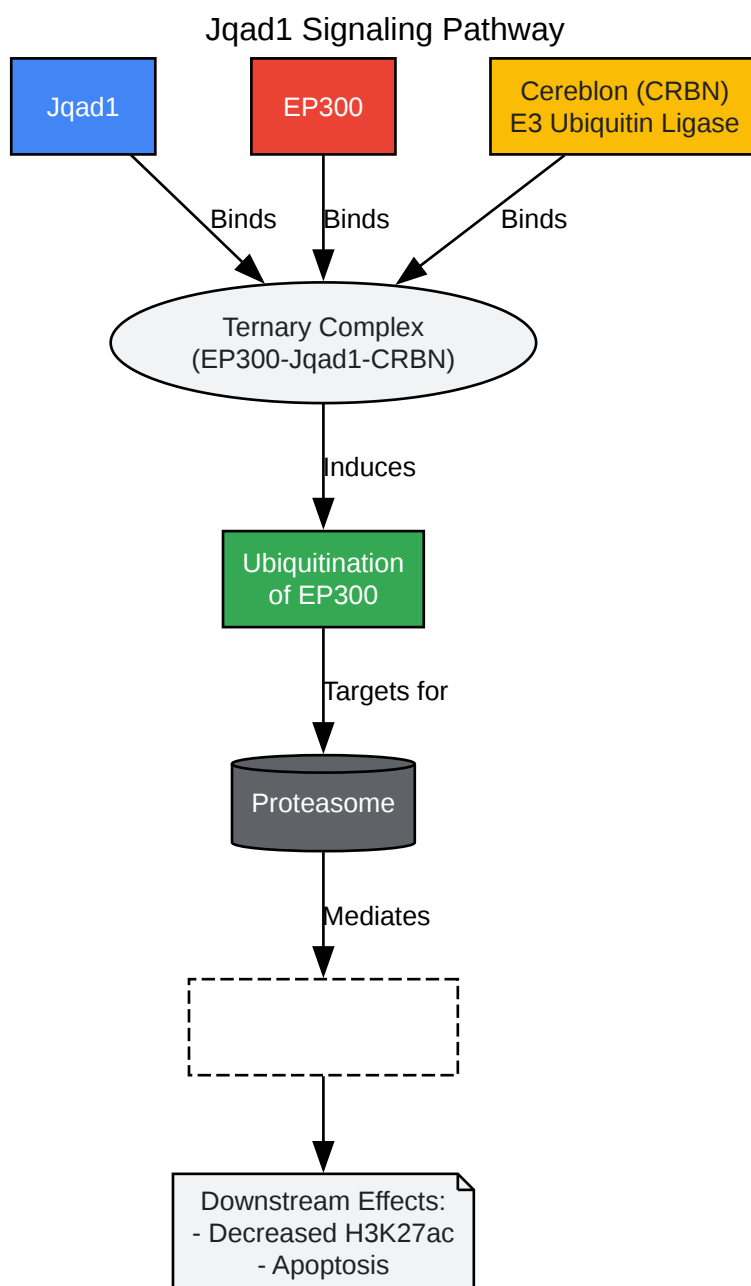 Jqad1 Signaling Pathway
Jqad1
EP300
Cereblon (CRBN)
E3 Ubiquitin Ligase
Binds
Binds
Binds
Ternary Complex
(EP300-Jqad1-CRBN)
Induces
Ubiquitination
of EP300
Targets for
Proteasome
Mediates
Downstream Effects:
- Decreased H3K27ac
- Apoptosis